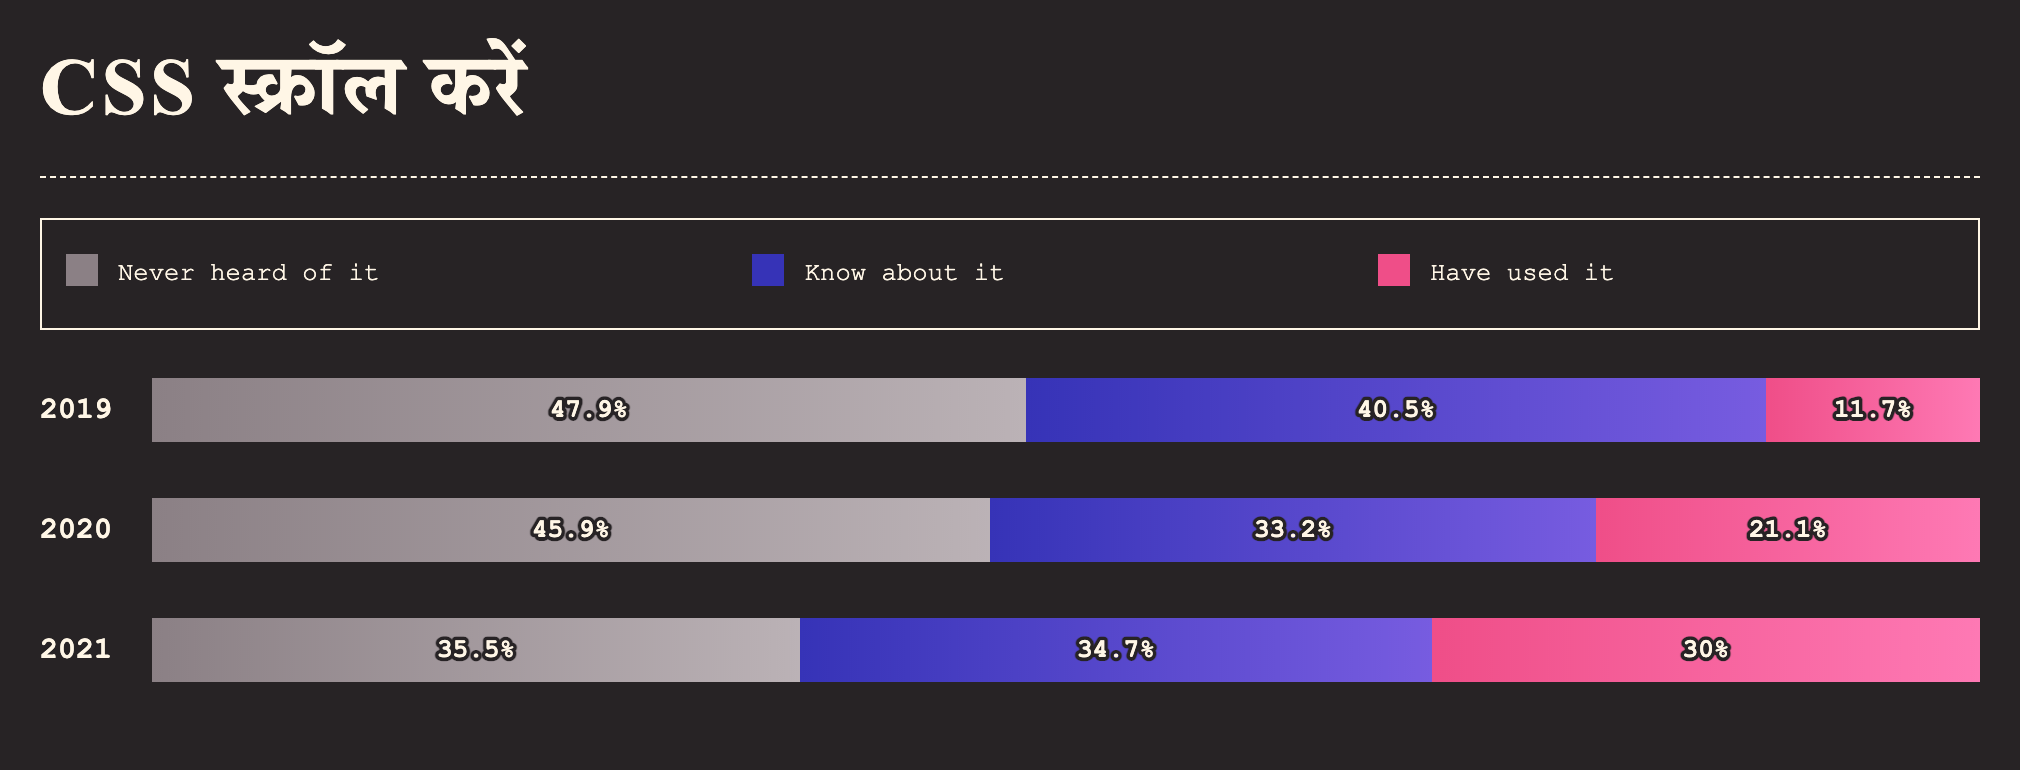 CSS स्क्रॉल करें
Never heard of it Know about it Have used it
2019 47.9% 40.5% 11.7%
2020 45.9% 33.2% 21.1%
2021 35.5% 34.7% 30%